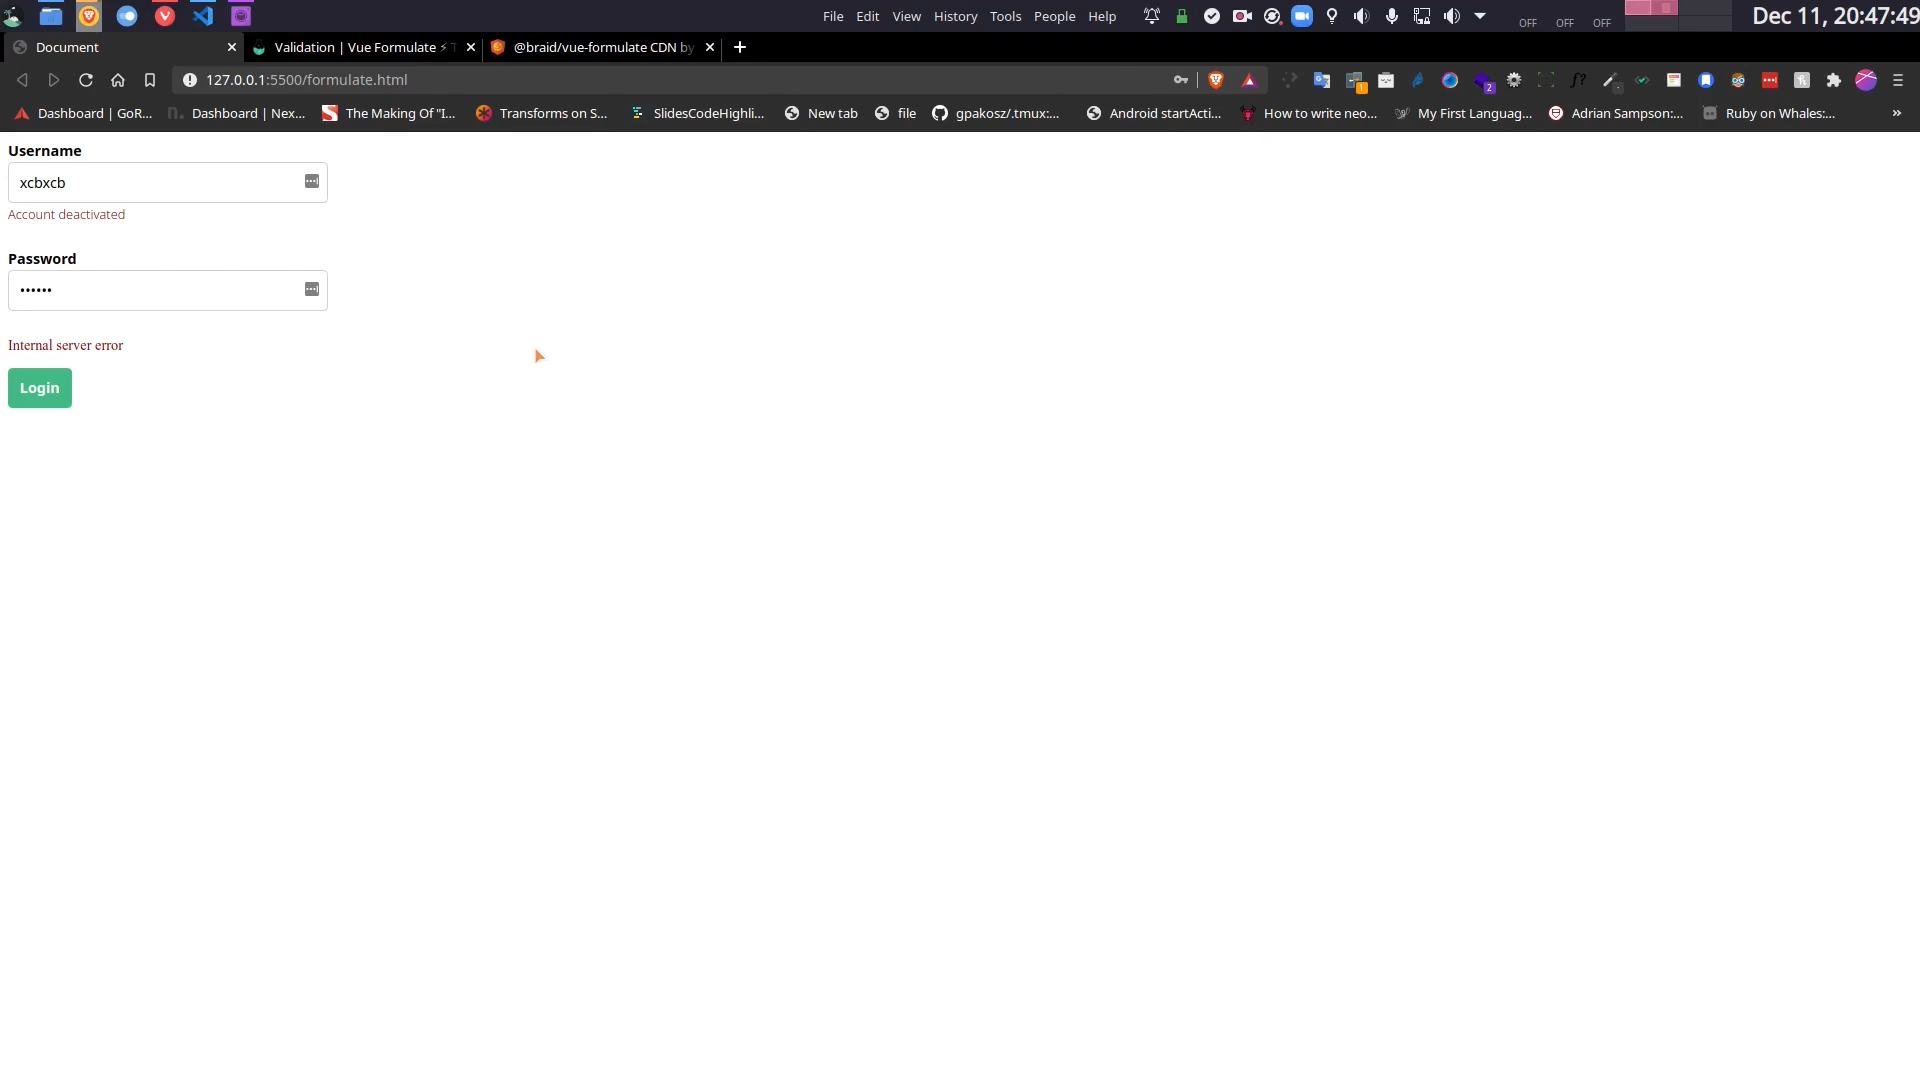 File Edit View History Tools People Help
OFF OFF OFF
Dec 11, 20:47:49
Document
Validation | Vue Formulate ⚡ T
@braid/vue-formulate CDN by
127.0.0.1:5500/formulate.html
1
2
Dashboard | GoR...
Dashboard | Nex...
The Making Of "I...
Transforms on S...
SlidesCodeHighli...
New tab
file
gpakosz/.tmux:...
Android startActi...
How to write neo...
My First Languag...
Adrian Sampson:...
Ruby on Whales:...
»
Username
xcbxcb
Account deactivated
Password
••••••
Internal server error
Login